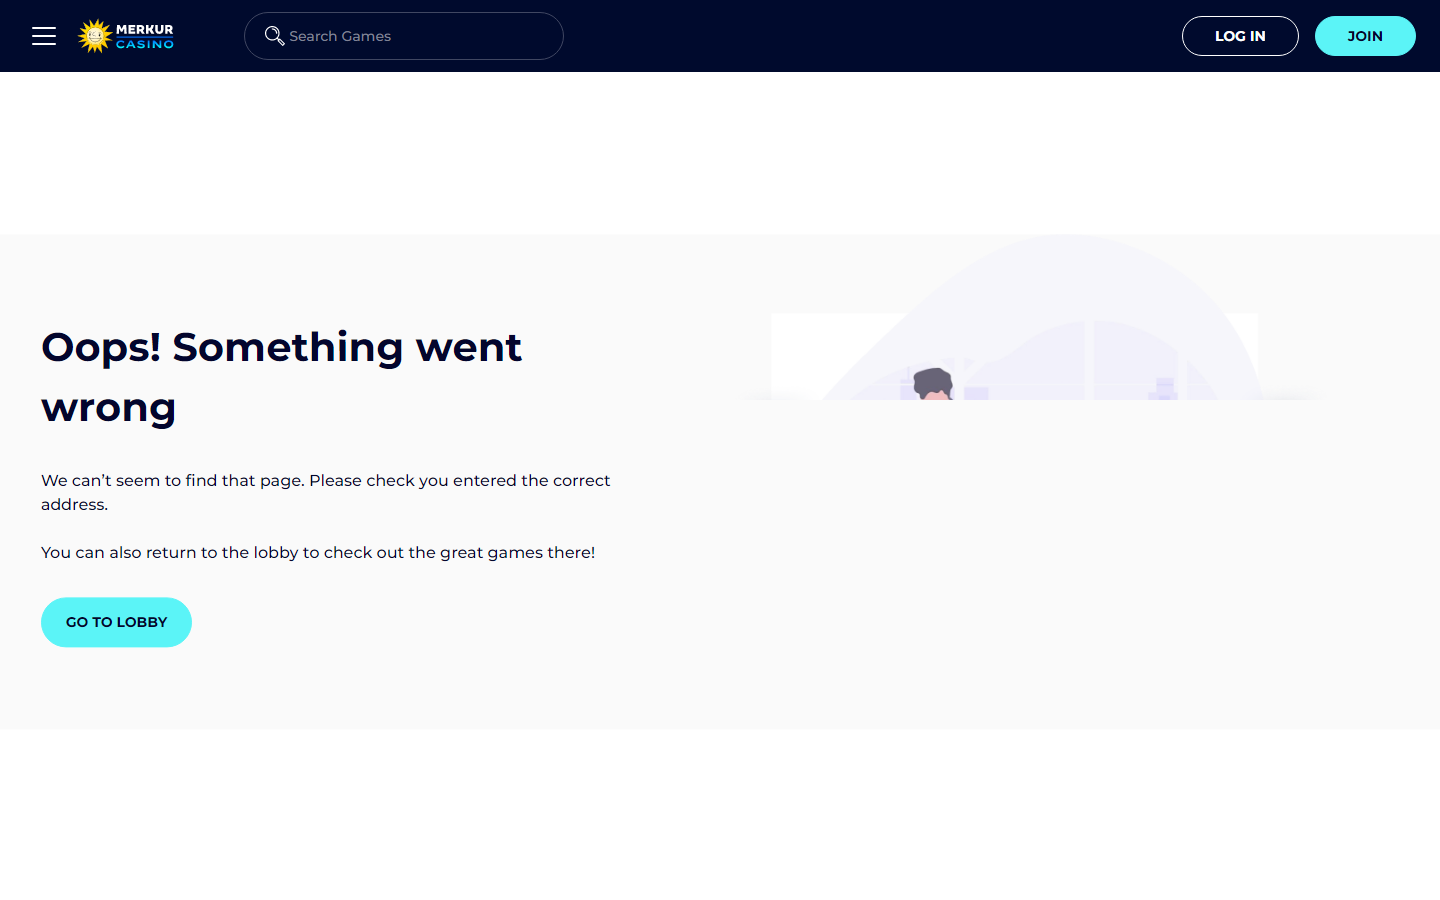 MERKUR
CASINO
Search Games
LOG IN
JOIN
Oops! Something went
wrong
We can’t seem to find that page. Please check you entered the correct
address.
You can also return to the lobby to check out the great games there!
GO TO LOBBY